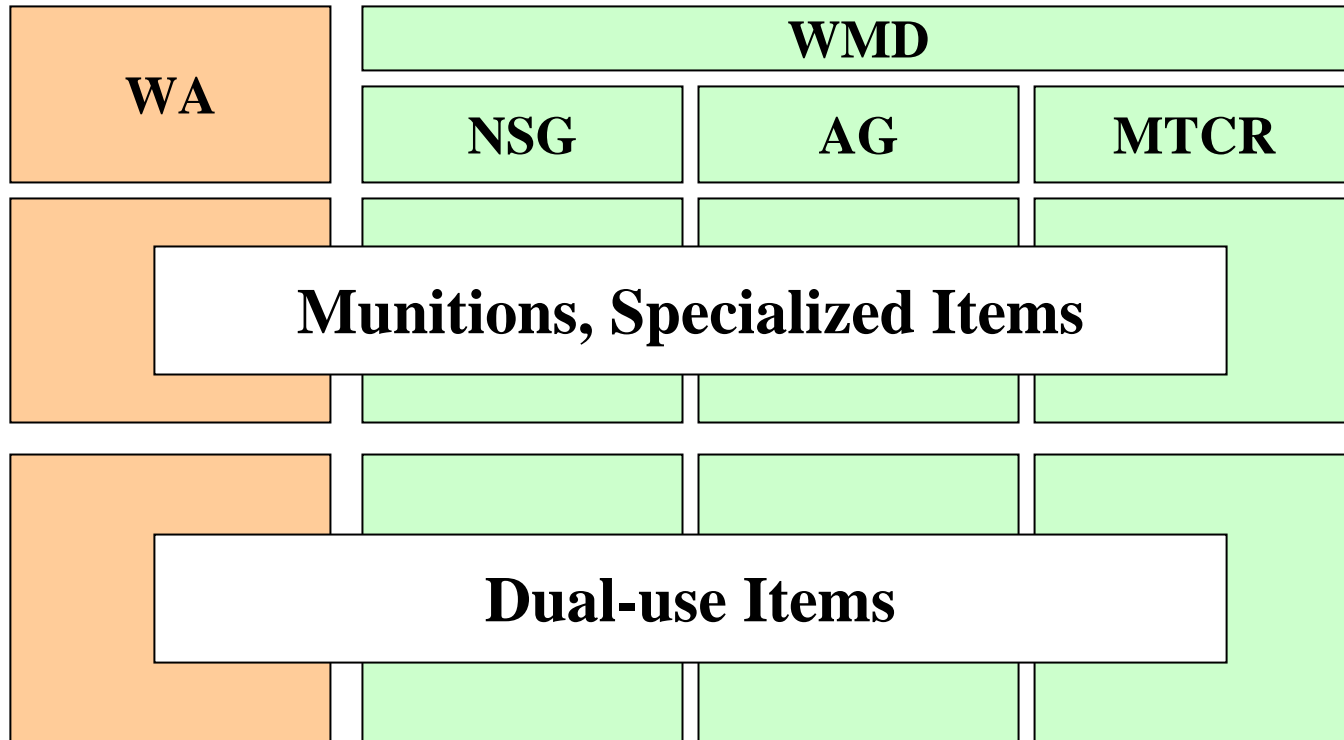 WA
WMD
NSG
AG
MTCR
Munitions, Specialized Items
Dual-use Items